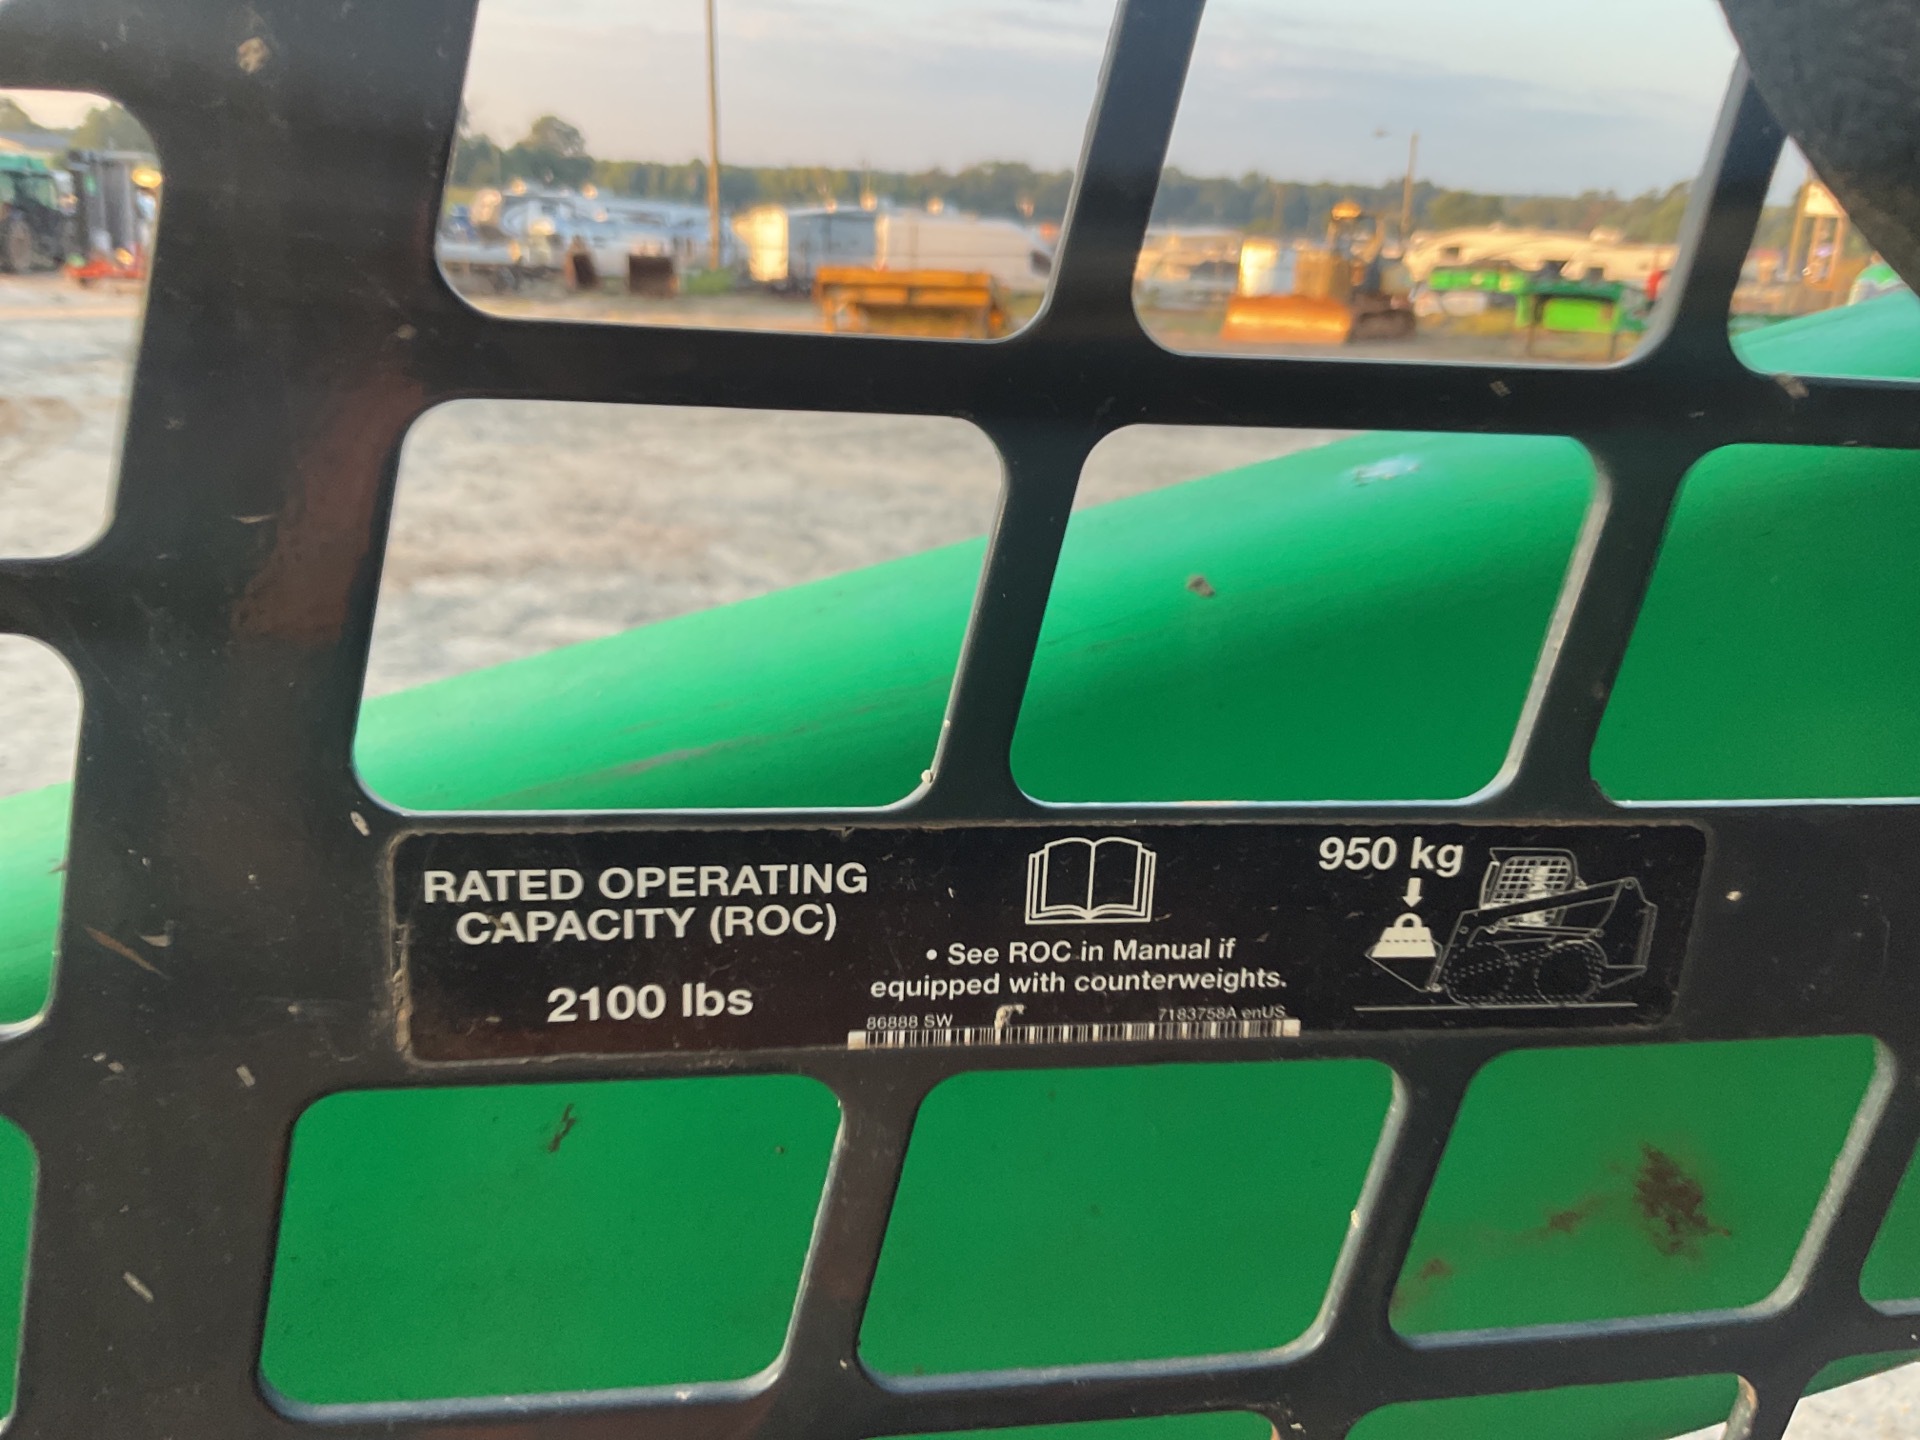 RATED OPERATING
CAPACITY (ROC)
2100 lbs
• See ROC in Manual if
equipped with counterweights.
86888 SW
7183758A enUS
950 kg